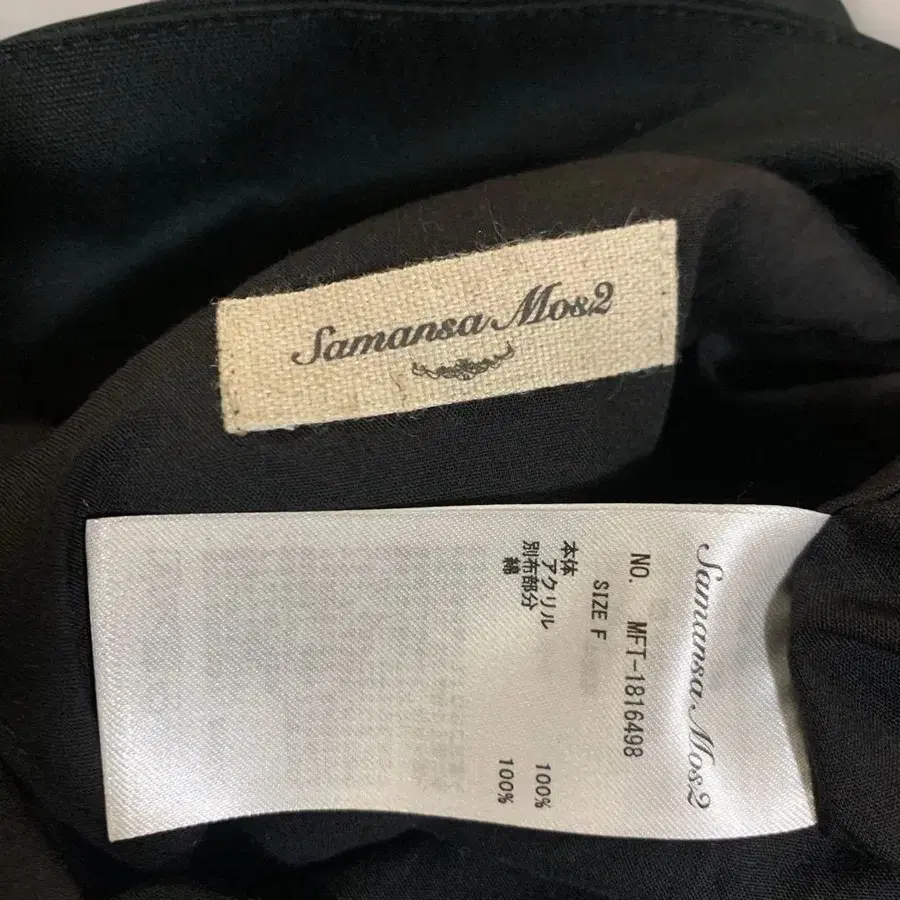 Samansa Mos2
Samansa Mos2
NO. MFT-1816498
SIZE F
本体
アクリル 100%
別布部分
綿 100%